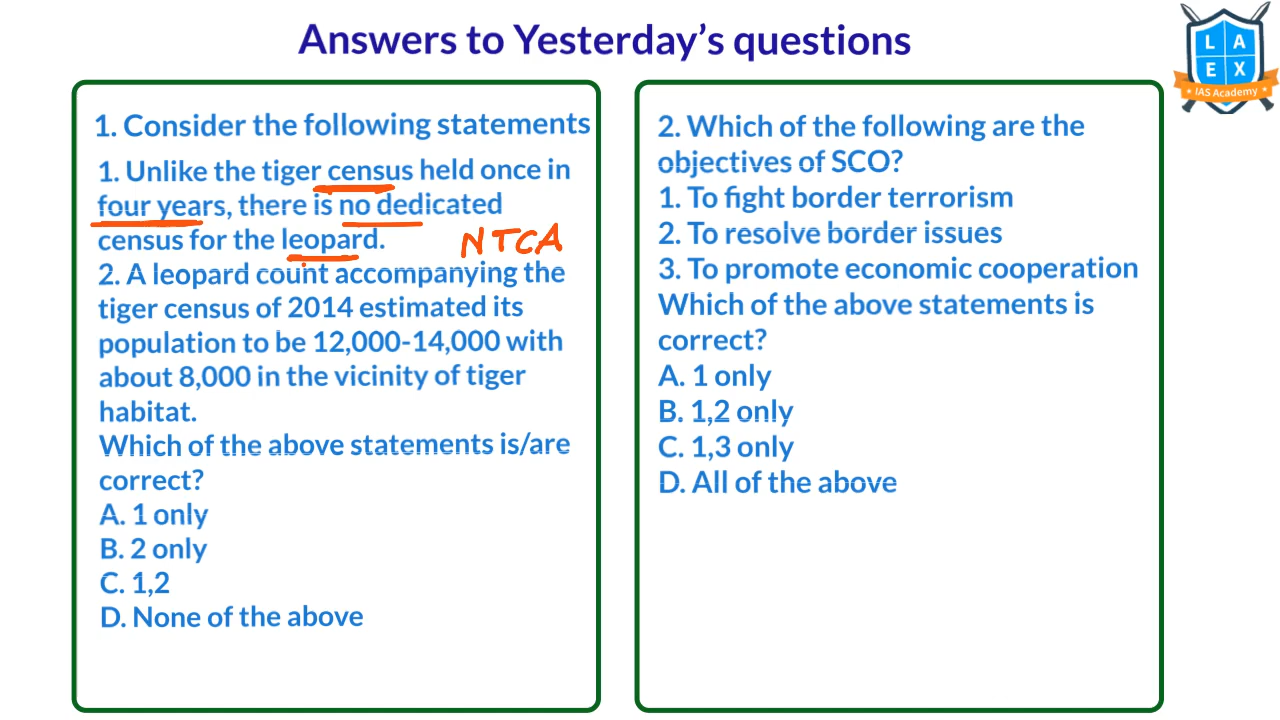 Answers to Yesterday's questions
L A
E X
IAS Academy
1. Consider the following statements
1. Unlike the tiger census held once in
four years, there is no dedicated
census for the leopard.
NTCA
2. A leopard count accompanying the
tiger census of 2014 estimated its
population to be 12,000-14,000 with
about 8,000 in the vicinity of tiger
habitat.
Which of the above statements is/are
correct?
A. 1 only
B. 2 only
C. 1,2
D. None of the above
2. Which of the following are the
objectives of SCO?
1. To fight border terrorism
2. To resolve border issues
3. To promote economic cooperation
Which of the above statements is
correct?
A. 1 only
B. 1,2 only
C. 1,3 only
D. All of the above